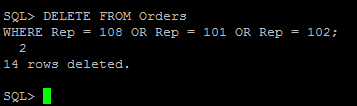 SQL> DELETE FROM Orders
WHERE Rep = 108 OR Rep = 101 OR Rep = 102;
2
14 rows deleted.
SQL>